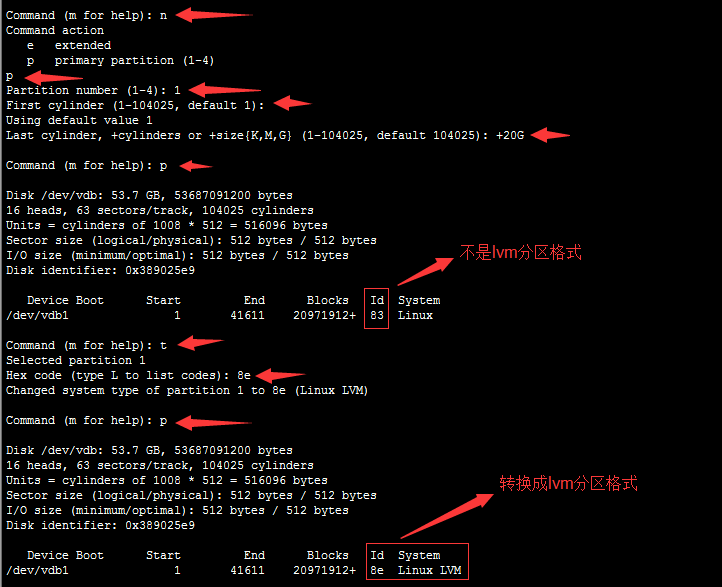 Command (m for help): n
Command action
   e   extended
   p   primary partition (1-4)
p
Partition number (1-4): 1
First cylinder (1-104025, default 1):
Using default value 1
Last cylinder, +cylinders or +size{K,M,G} (1-104025, default 104025): +20G
Command (m for help): p
Disk /dev/vdb: 53.7 GB, 53687091200 bytes
16 heads, 63 sectors/track, 104025 cylinders
Units = cylinders of 1008 * 512 = 516096 bytes
Sector size (logical/physical): 512 bytes / 512 bytes
I/O size (minimum/optimal): 512 bytes / 512 bytes
Disk identifier: 0x389025e9
不是lvm分区格式
   Device Boot      Start         End      Blocks   Id  System
/dev/vdb1               1       41611    20971912+  83  Linux
Command (m for help): t
Selected partition 1
Hex code (type L to list codes): 8e
Changed system type of partition 1 to 8e (Linux LVM)
Command (m for help): p
Disk /dev/vdb: 53.7 GB, 53687091200 bytes
16 heads, 63 sectors/track, 104025 cylinders
Units = cylinders of 1008 * 512 = 516096 bytes
Sector size (logical/physical): 512 bytes / 512 bytes
I/O size (minimum/optimal): 512 bytes / 512 bytes
Disk identifier: 0x389025e9
转换成lvm分区格式
   Device Boot      Start         End      Blocks   Id  System
/dev/vdb1               1       41611    20971912+  8e  Linux LVM